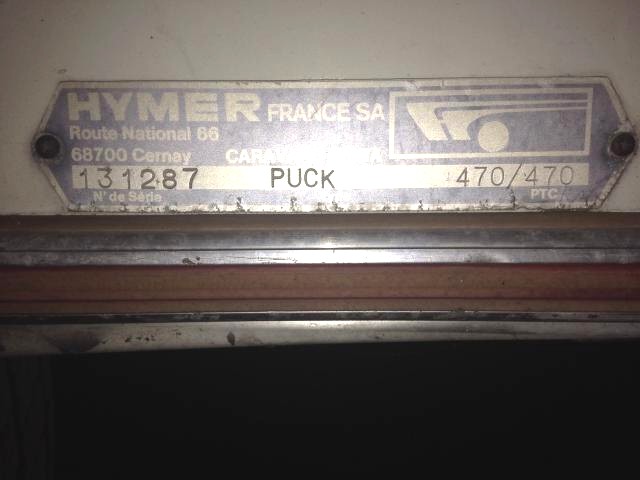 HYMER FRANCE SA
Route National 66
68700 Cernay
131287 PUCK 470/470
N° de Série PTC